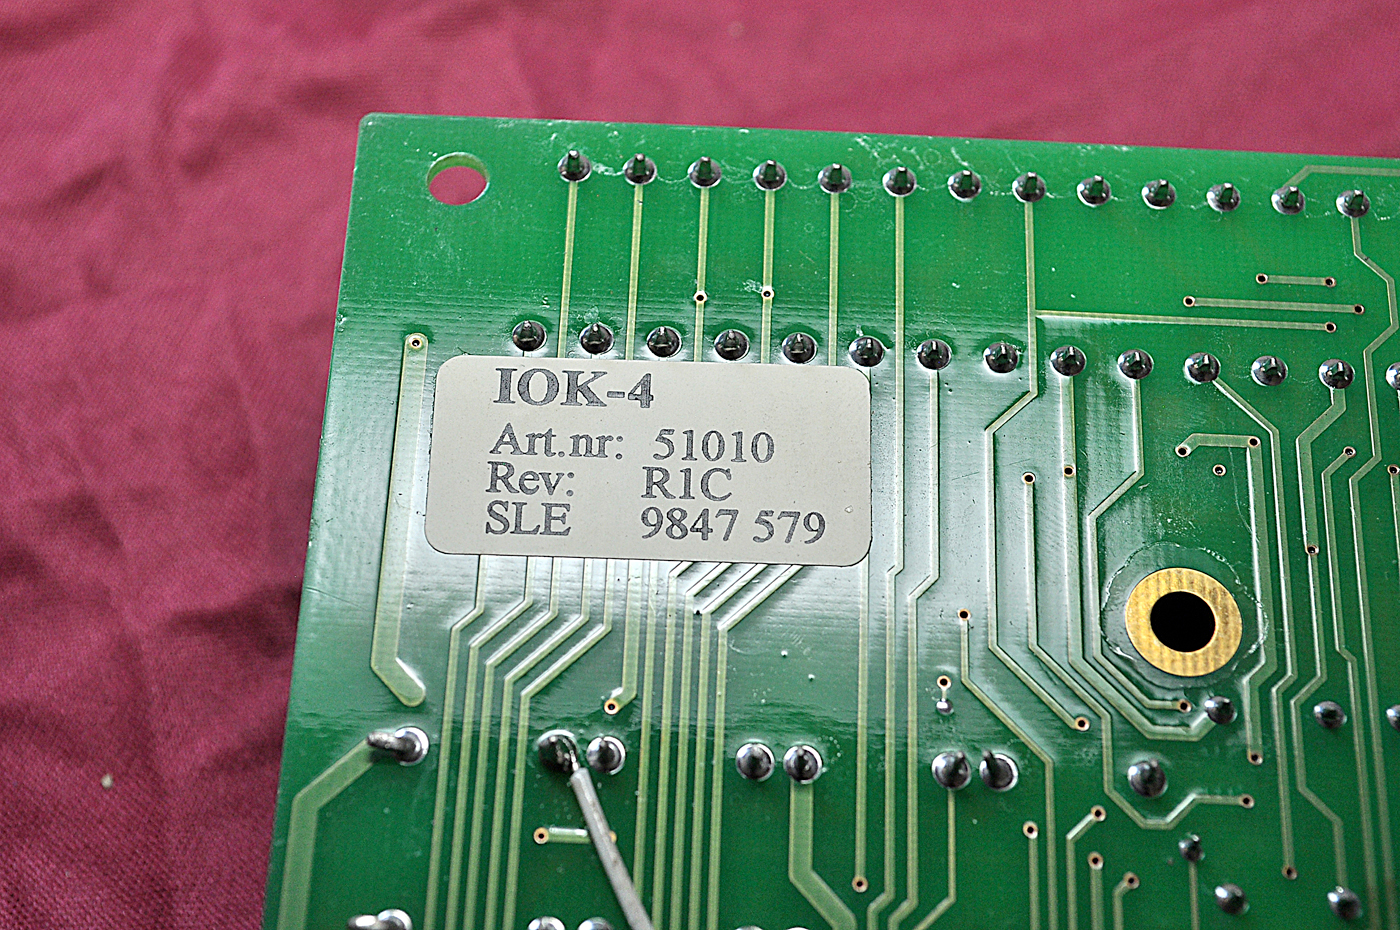 IOK-4
Art.nr: 51010
Rev: R1C
SLE 9847 579